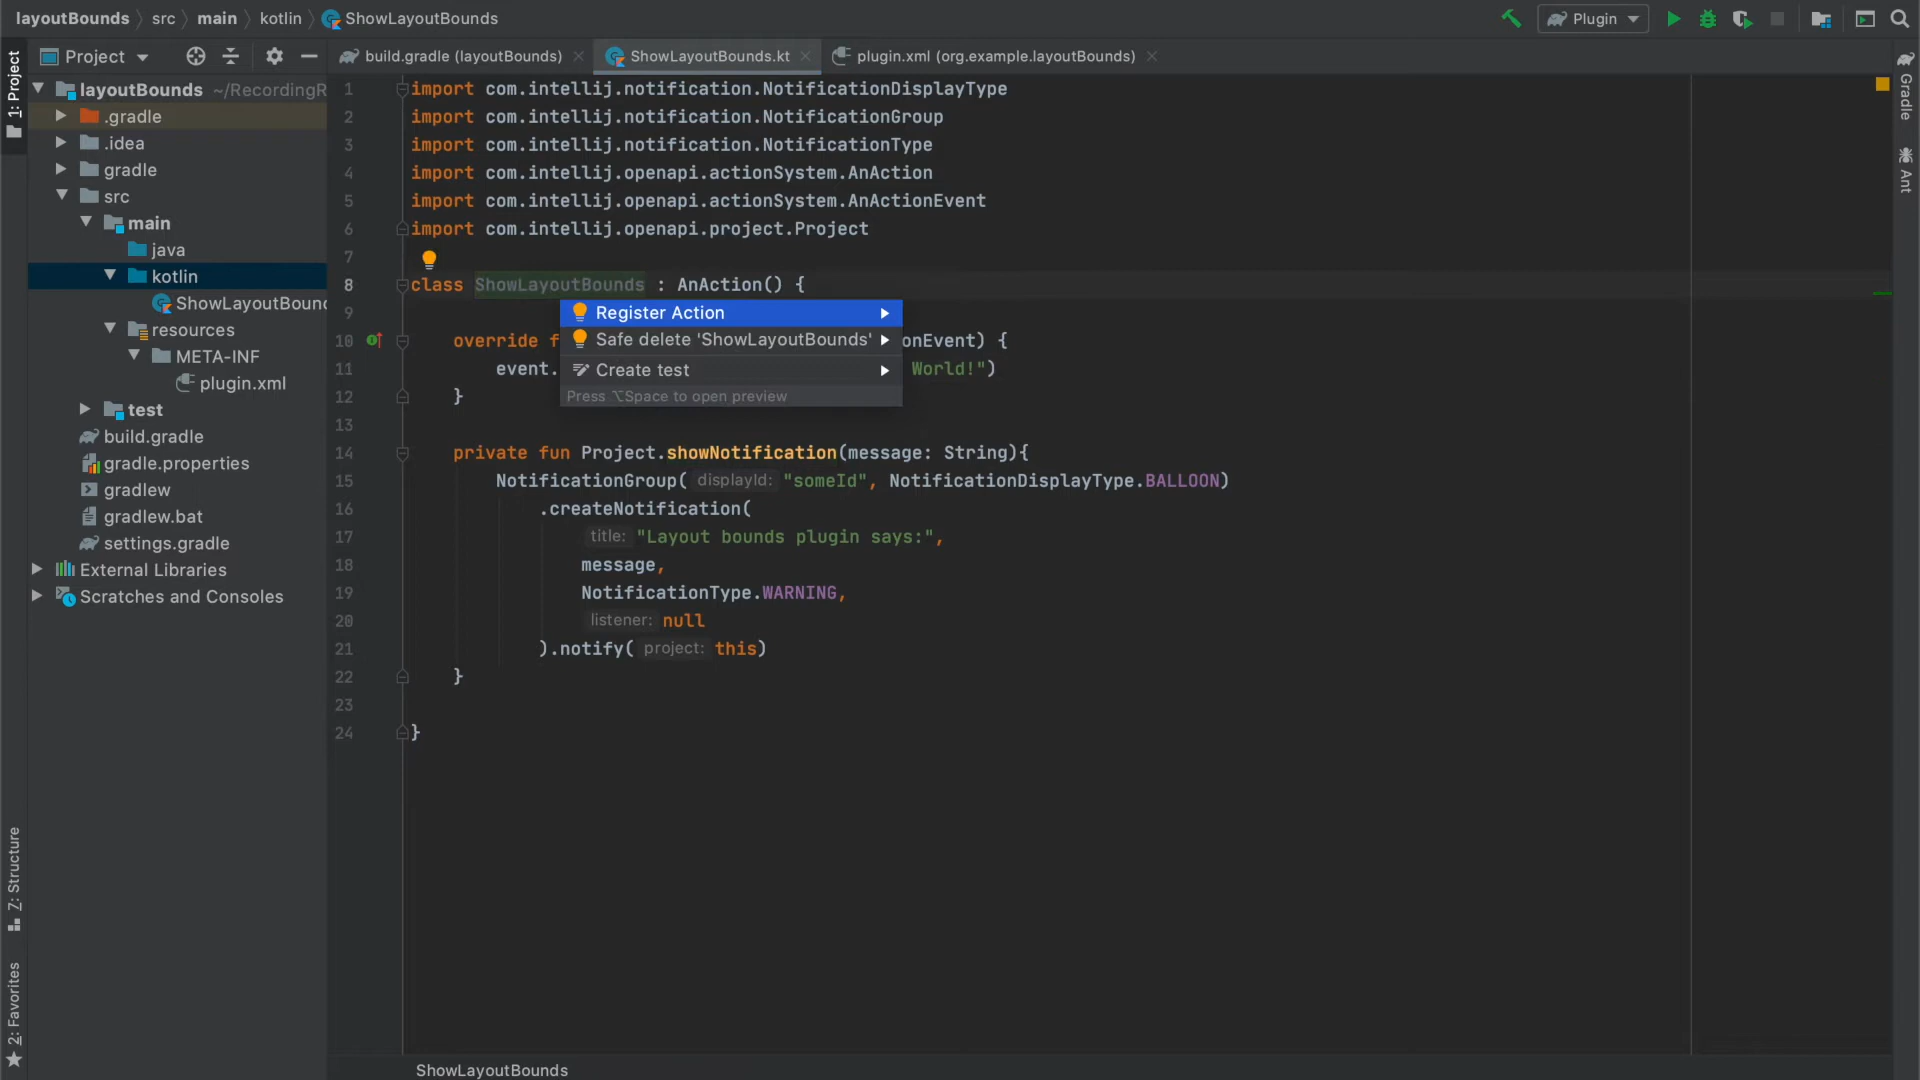 layoutBounds src main kotlin ShowLayoutBounds
Plugin
Project
build.gradle (layoutBounds)
ShowLayoutBounds.kt
plugin.xml (org.example.layoutBounds)
1: Project
Z: Structure
2: Favorites
Gradle
Ant
layoutBounds ~/RecordingR
.gradle
.idea
gradle
src
main
java
kotlin
ShowLayoutBound
resources
META-INF
plugin.xml
test
build.gradle
gradle.properties
gradlew
gradlew.bat
settings.gradle
External Libraries
Scratches and Consoles
1 import com.intellij.notification.NotificationDisplayType
2 import com.intellij.notification.NotificationGroup
3 import com.intellij.notification.NotificationType
4 import com.intellij.openapi.actionSystem.AnAction
5 import com.intellij.openapi.actionSystem.AnActionEvent
6 import com.intellij.openapi.project.Project
7
8 class ShowLayoutBounds : AnAction() {
9
Register Action
Safe delete 'ShowLayoutBounds'
Create test
Press ⌥Space to open preview
10 override f onEvent) {
11 event. World!")
12 }
13
14 private fun Project.showNotification(message: String){
15 NotificationGroup( displayId: "someId", NotificationDisplayType.BALLOON)
16 .createNotification(
17 title: "Layout bounds plugin says:",
18 message,
19 NotificationType.WARNING,
20 listener: null
21 ).notify( project: this)
22 }
23
24 }
ShowLayoutBounds